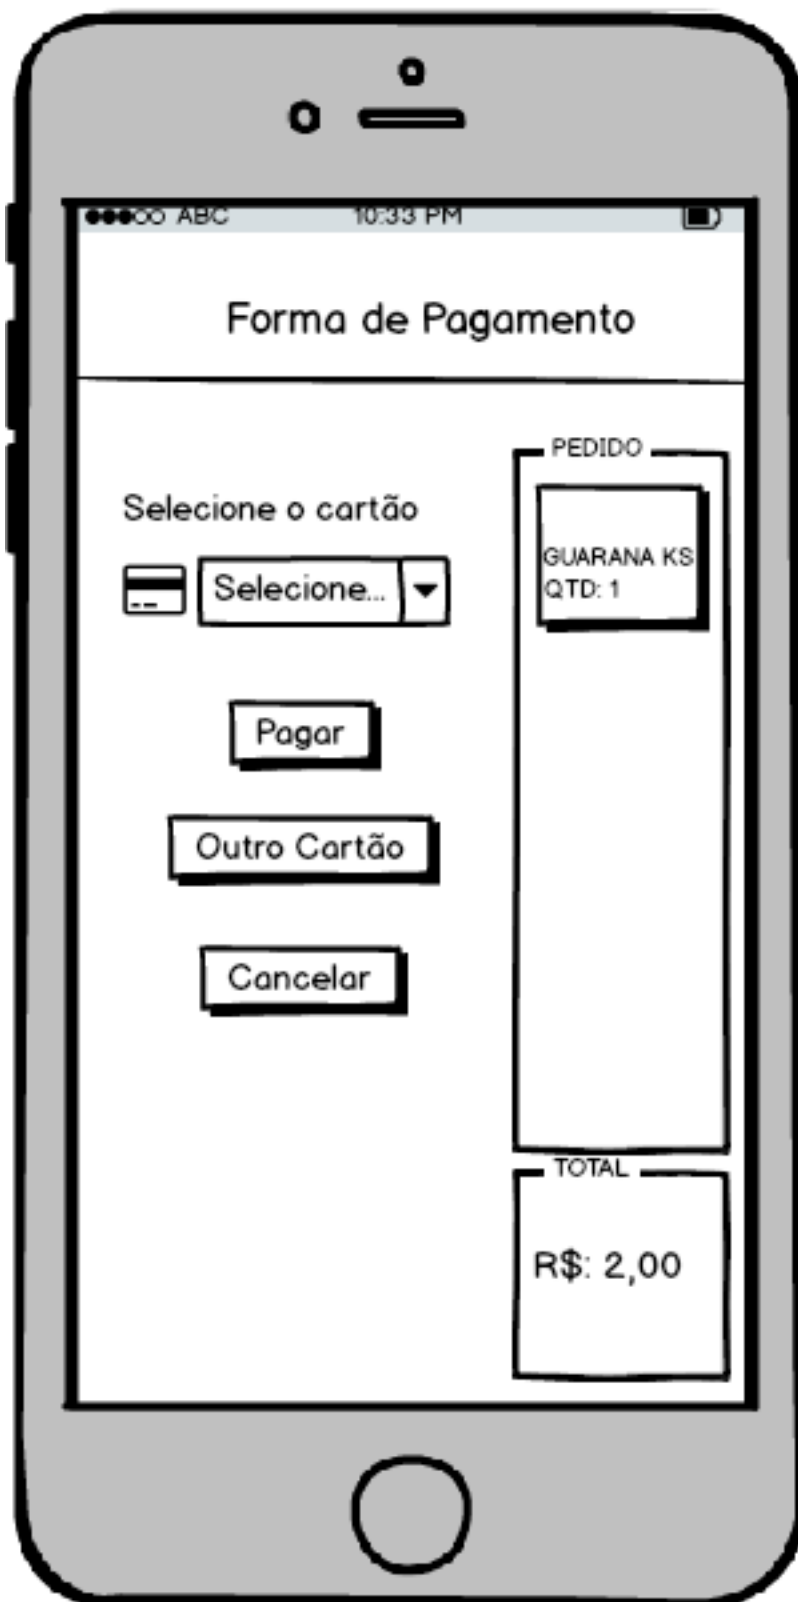 ABC 10:33 PM
Forma de Pagamento
Selecione o cartão
Selecione...
Pagar
Outro Cartão
Cancelar
PEDIDO
GUARANA KS
QTD: 1
TOTAL
R$: 2,00